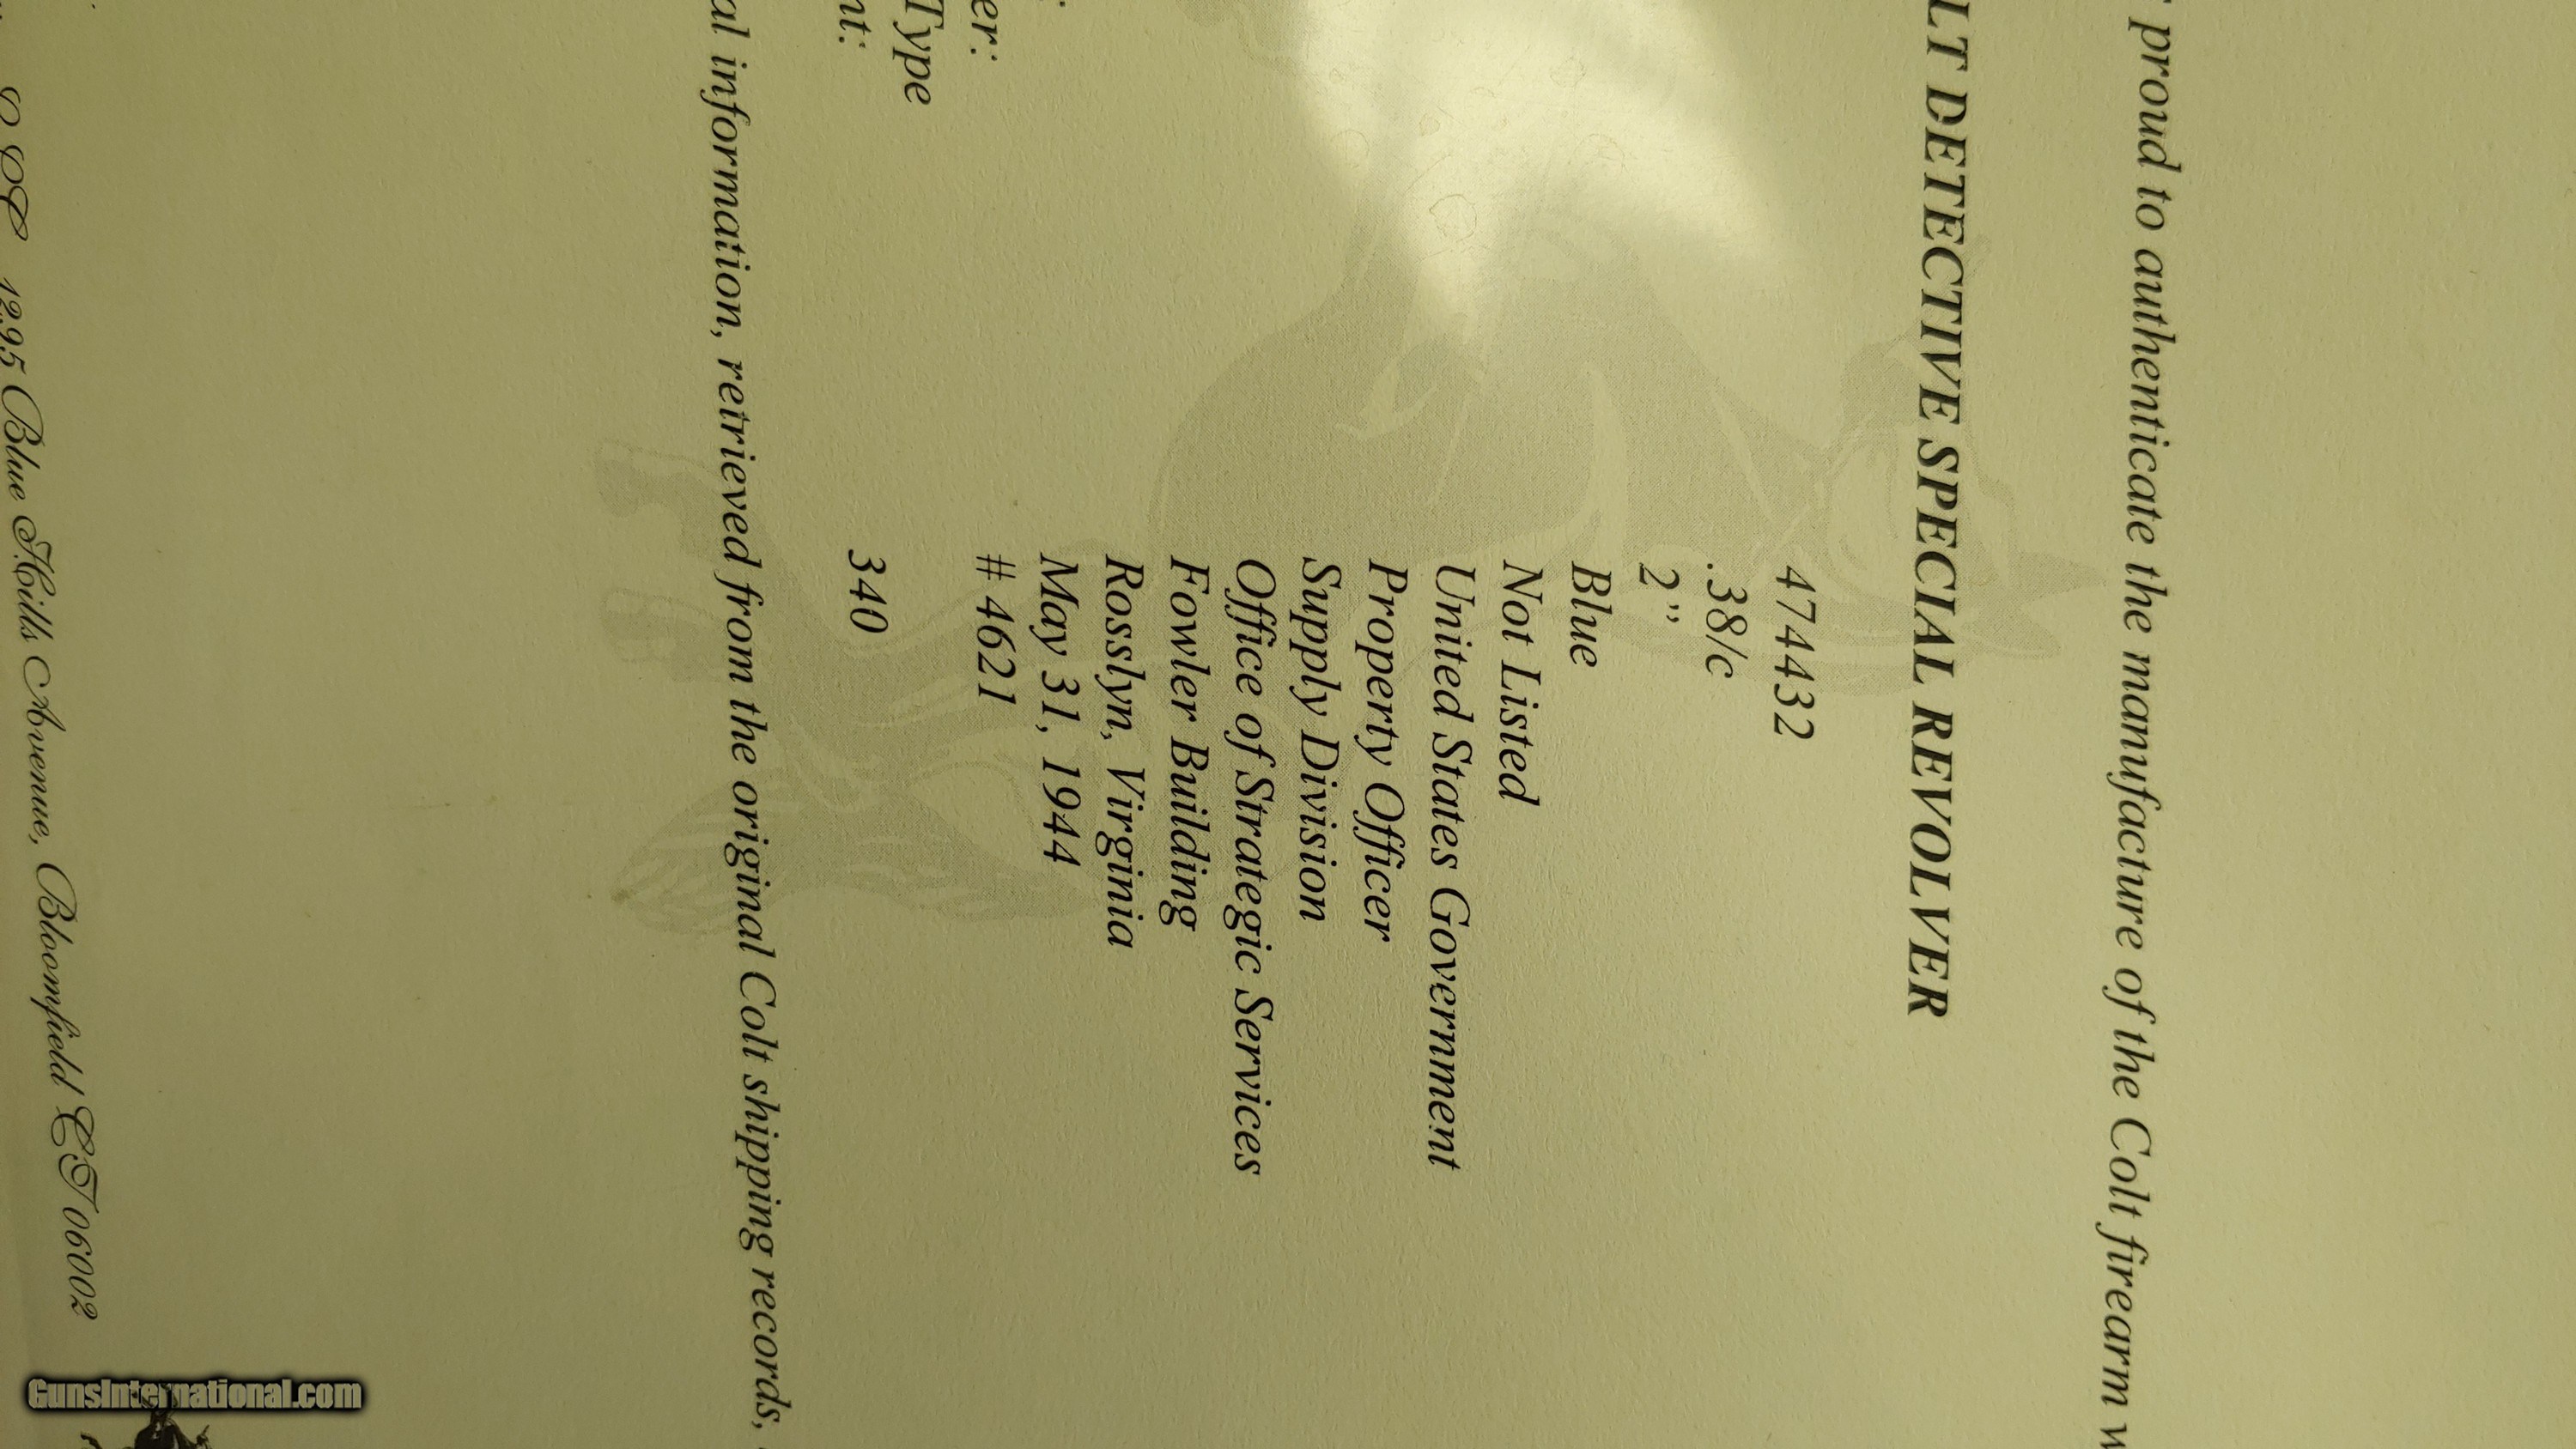 proud to authenticate the manufacture of the Colt firearm w
LT DETECTIVE SPECIAL REVOLVER
474432
.38/c
2"
Blue
Not Listed
United States Government
Property Officer
Supply Division
Office of Strategic Services
Fowler Building
Rosslyn, Virginia
May 31, 1944
er: # 4621
Type
nt: 340
al information, retrieved from the original Colt shipping records,
1295 Blue Hills Avenue, Bloomfield CT 06002
GunsInternational.com